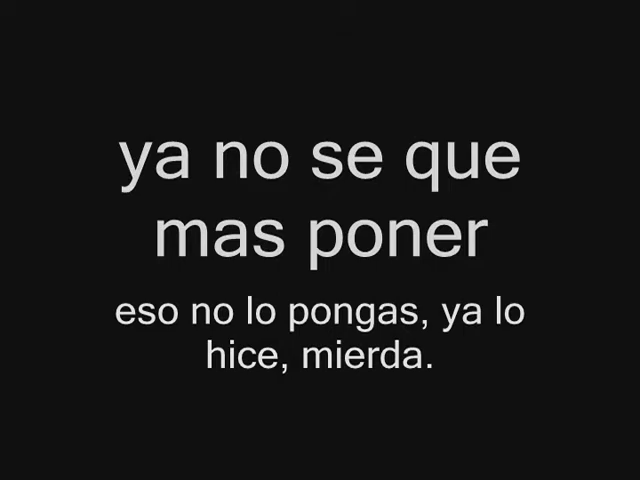 ya no se que
mas poner
eso no lo pongas, ya lo
hice, mierda.